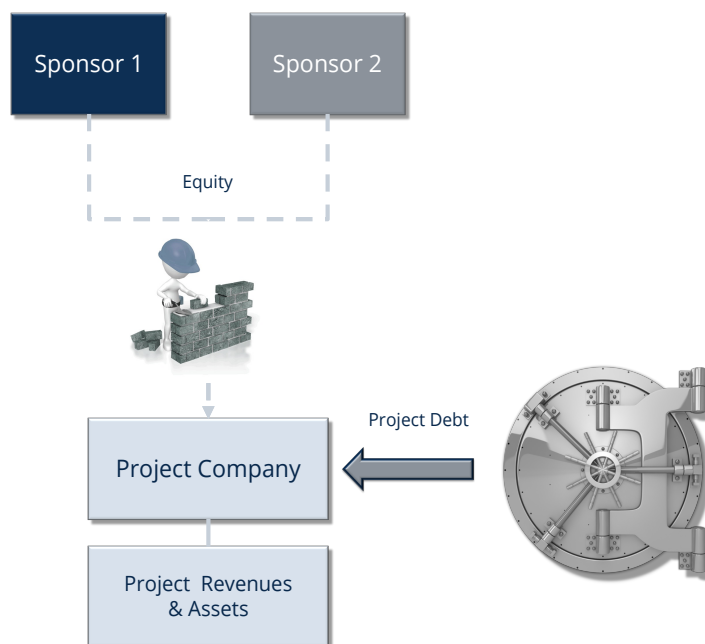 Sponsor 1
Sponsor 2
Equity
Project Debt
Project Company
Project Revenues
& Assets